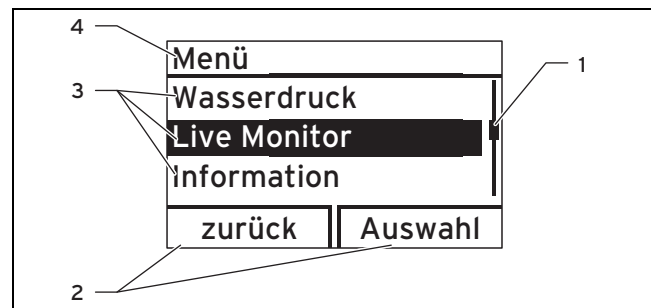 4
Menü
1
3
Wasserdruck
Live Monitor
Information
zurück Auswahl
2